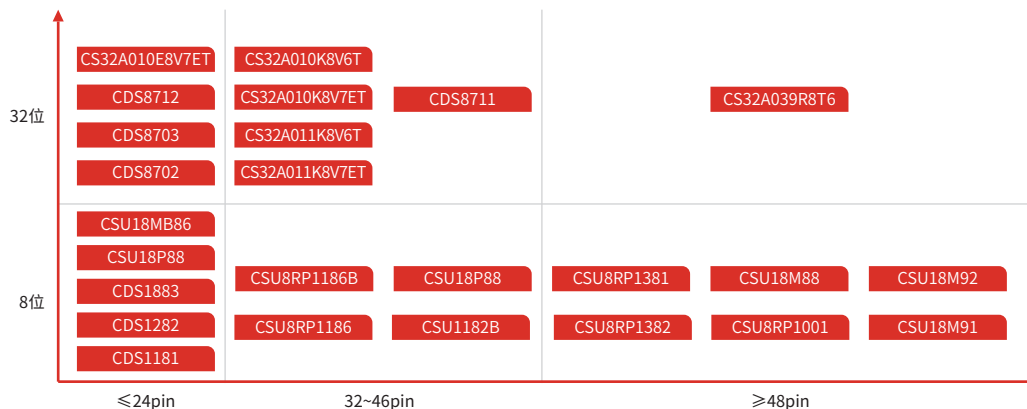 32位
CS32A010E8V7ET
CDS8712
CDS8703
CDS8702
CS32A010K8V6T
CS32A010K8V7ET
CS32A011K8V6T
CS32A011K8V7ET
CDS8711
CS32A039R8T6
8位
CSU18MB86
CSU18P88
CDS1883
CDS1282
CDS1181
CSU8RP1186B
CSU18P88
CSU8RP1186
CSU1182B
CSU8RP1381
CSU18M88
CSU18M92
CSU8RP1382
CSU8RP1001
CSU18M91
≤24pin
32~46pin
≥48pin